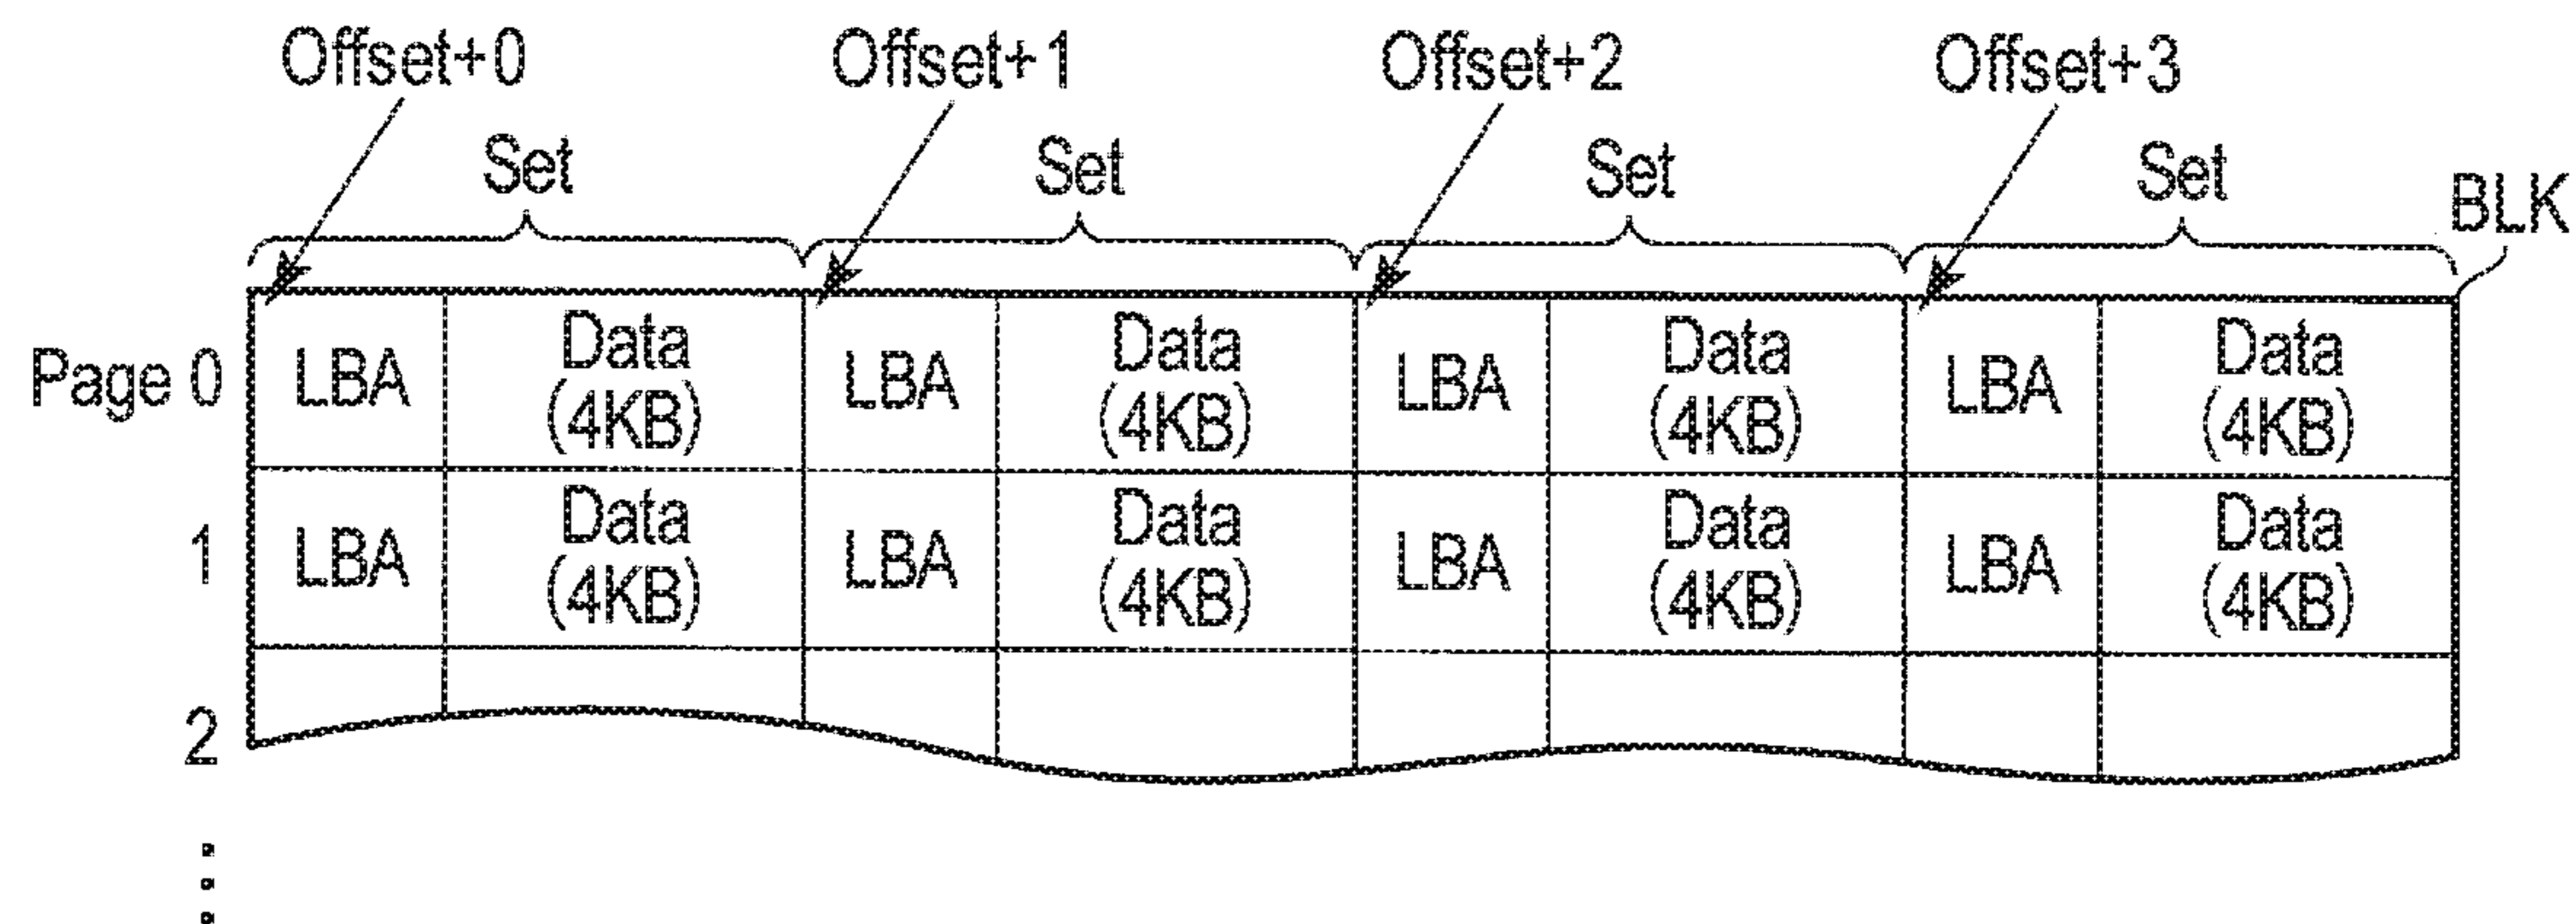 Offset+0 Offset+1 Offset+2 Offset+3
Set Set Set Set BLK
Page 0 LBA Data (4KB) LBA Data (4KB) LBA Data (4KB) LBA Data (4KB)
1 LBA Data (4KB) LBA Data (4KB) LBA Data (4KB) LBA Data (4KB)
2